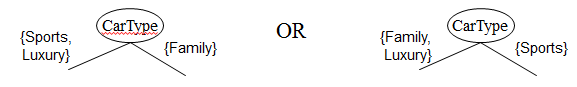 CarType
{Sports,
Luxury}
{Family}
OR
CarType
{Family,
Luxury}
{Sports}